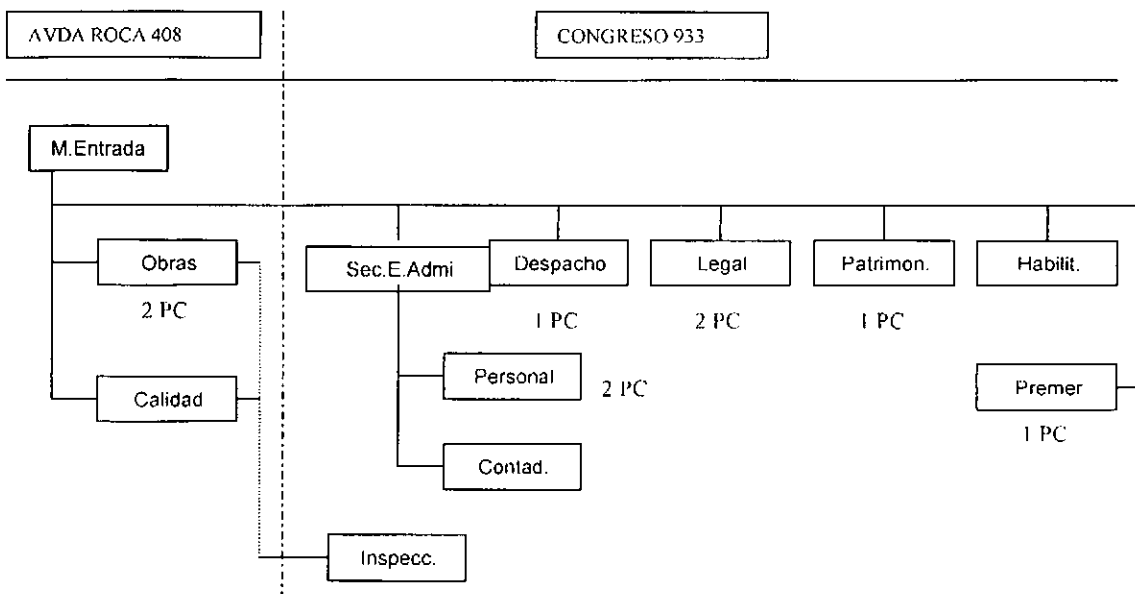 AVDA ROCA 408
CONGRESO 933
M.Entrada
Obras
Sec.E.Admi
Despacho
Legal
Patrimon.
Habilit.
2 PC
1 PC
2 PC
1 PC
Personal
2 PC
Calidad
Premer
1 PC
Contad.
Inspecc.